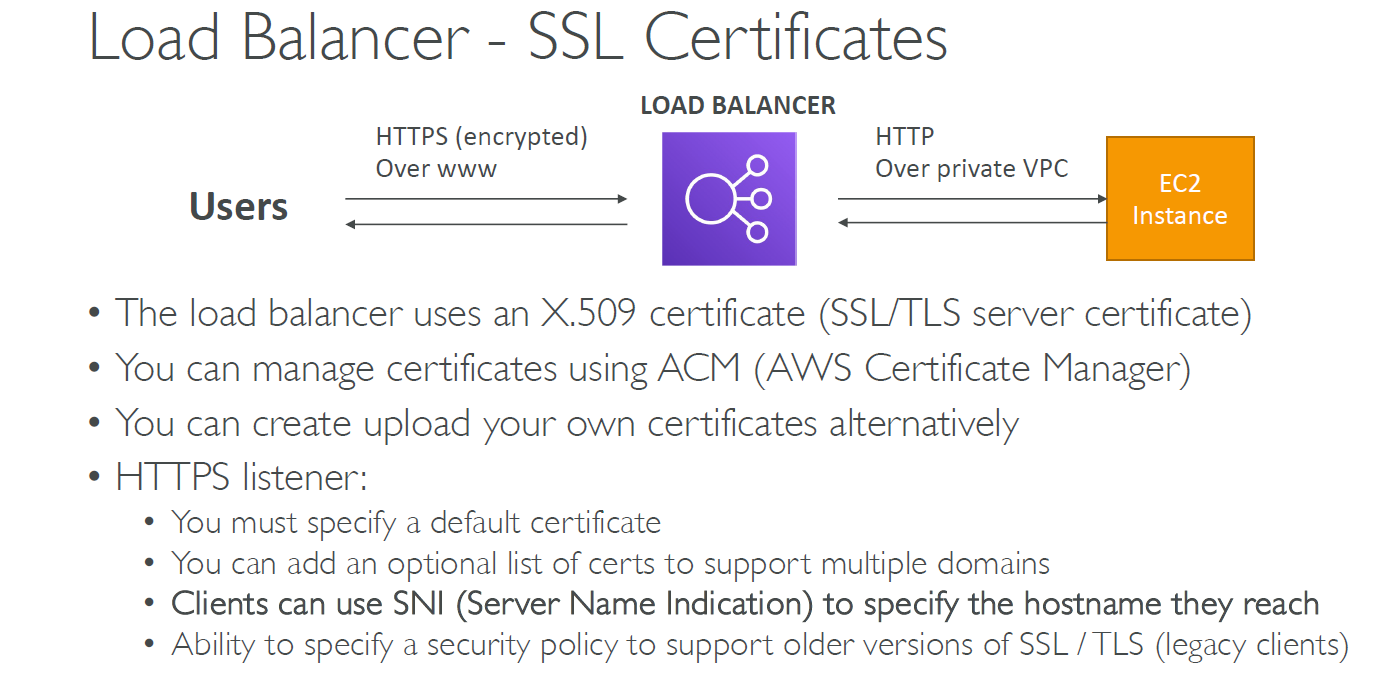 Load Balancer - SSL Certificates
LOAD BALANCER
HTTPS (encrypted)
Over www
HTTP
Over private VPC
Users
EC2
Instance
• The load balancer uses an X.509 certificate (SSL/TLS server certificate)
• You can manage certificates using ACM (AWS Certificate Manager)
• You can create upload your own certificates alternatively
• HTTPS listener:
• You must specify a default certificate
• You can add an optional list of certs to support multiple domains
• Clients can use SNI (Server Name Indication) to specify the hostname they reach
• Ability to specify a security policy to support older versions of SSL / TLS (legacy clients)